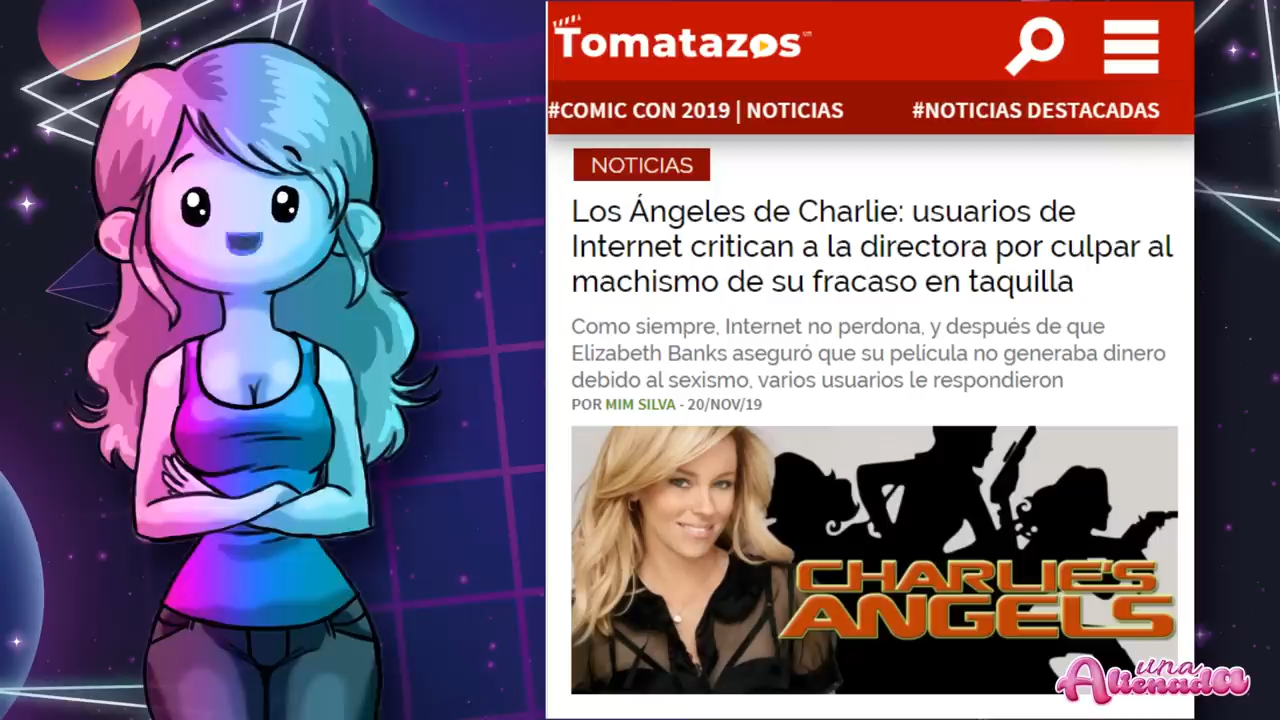 Tomatazos
#COMIC CON 2019 | NOTICIAS
#NOTICIAS DESTACADAS
NOTICIAS
Los Ángeles de Charlie: usuarios de
Internet critican a la directora por culpar al
machismo de su fracaso en taquilla
Como siempre, Internet no perdona, y después de que
Elizabeth Banks aseguró que su película no generaba dinero
debido al sexismo, varios usuarios le respondieron
POR MIM SILVA - 20/NOV/19
CHARLIE'S
ANGELS
una
Alienada